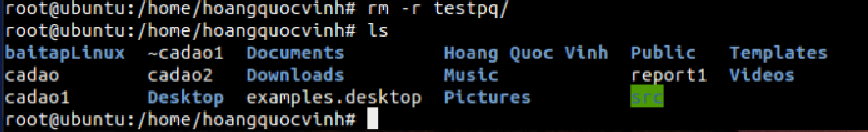 root@ubuntu:/home/hoangquocvinh# rm -r testpq/
root@ubuntu:/home/hoangquocvinh# ls
baitapLinux  ~cadao1  Documents         Hoang Quoc Vinh  Public   Templates
cadao        cadao2   Downloads         Music            report1  Videos
cadao1       Desktop  examples.desktop  Pictures         src
root@ubuntu:/home/hoangquocvinh#